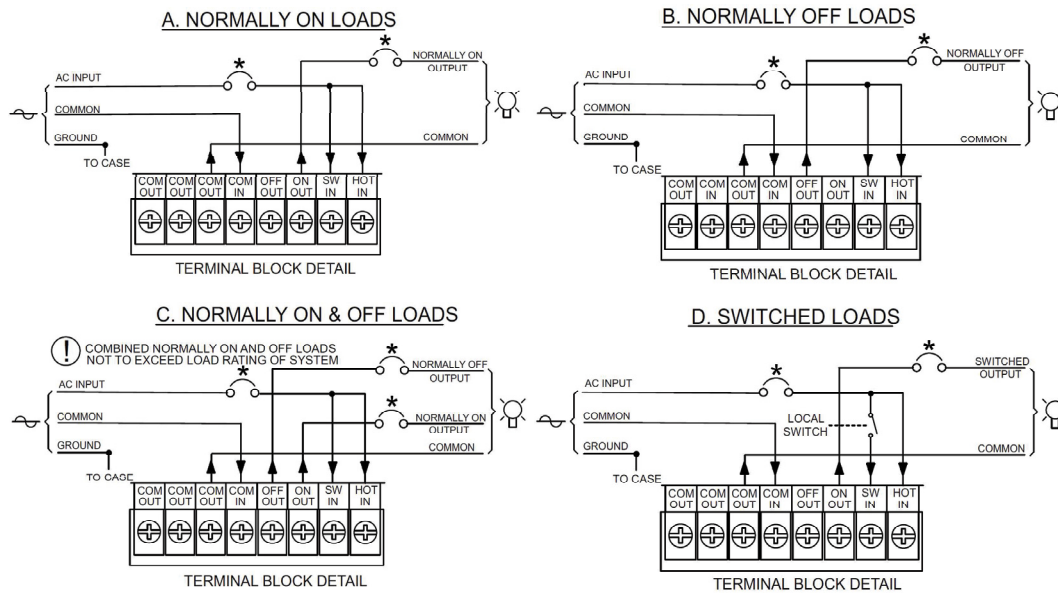 A. NORMALLY ON LOADS
*
*
NORMALLY ON
OUTPUT
AC INPUT
COMMON
GROUND
COMMON
TO CASE
COM OUT
COM OUT
COM OUT
COM IN
OFF OUT
ON OUT
SW IN
HOT IN
TERMINAL BLOCK DETAIL
B. NORMALLY OFF LOADS
*
*
NORMALLY OFF
OUTPUT
AC INPUT
COMMON
GROUND
COMMON
TO CASE
COM OUT
COM IN
COM OUT
COM IN
OFF OUT
ON OUT
SW IN
HOT IN
TERMINAL BLOCK DETAIL
C. NORMALLY ON & OFF LOADS
! COMBINED NORMALLY ON AND OFF LOADS
NOT TO EXCEED LOAD RATING OF SYSTEM
*
*
NORMALLY OFF
OUTPUT
AC INPUT
*
COMMON
NORMALLY ON
OUTPUT
GROUND
COMMON
TO CASE
COM OUT
COM OUT
COM OUT
COM IN
OFF OUT
ON OUT
SW IN
HOT IN
TERMINAL BLOCK DETAIL
D. SWITCHED LOADS
*
*
SWITCHED
OUTPUT
AC INPUT
COMMON
LOCAL
SWITCH
GROUND
COMMON
TO CASE
COM OUT
COM OUT
COM OUT
COM IN
OFF OUT
ON OUT
SW IN
HOT IN
TERMINAL BLOCK DETAIL